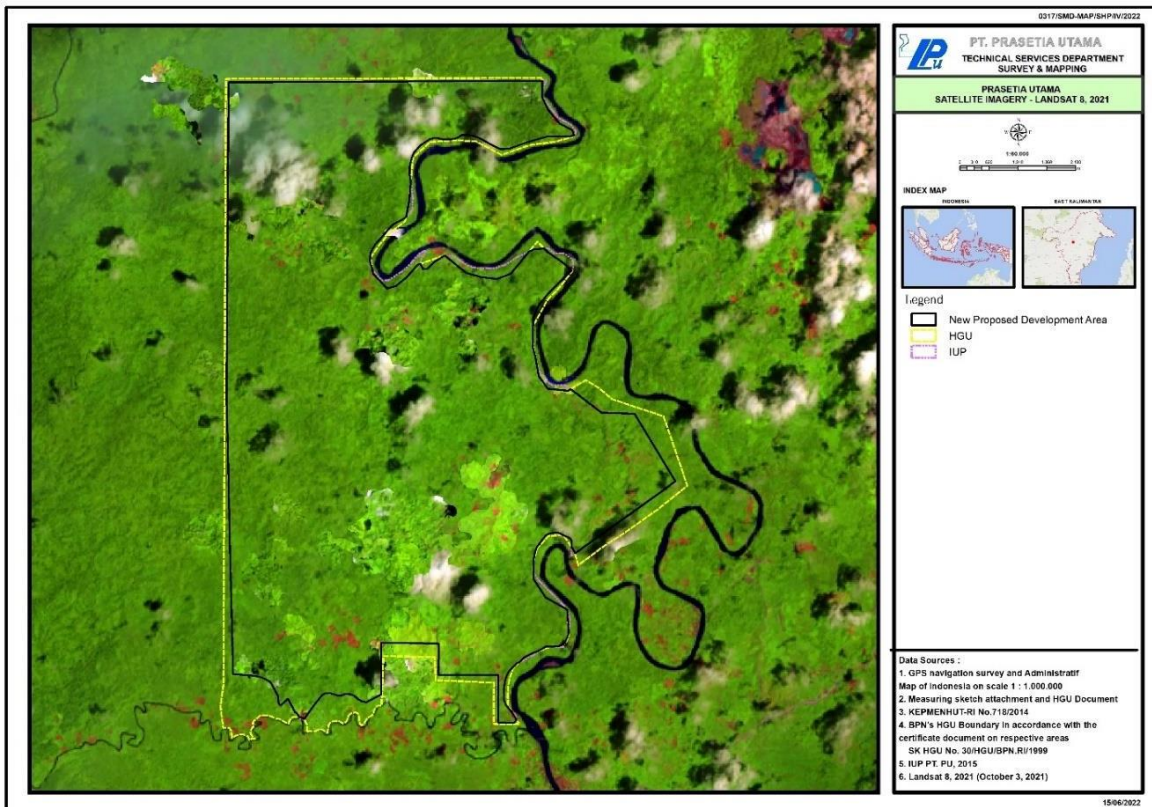 0317/SMD-MAP/SHP/IV/2022
LPu
PT. PRASETIA UTAMA
TECHNICAL SERVICES DEPARTMENT
SURVEY & MAPPING
PRASETIA UTAMA
SATELLITE IMAGERY - LANDSAT 8, 2021
INDEX MAP
INDONESIA
EAST KALIMANTAN
Legend
New Proposed Development Area
HGU
IUP
Data Sources :
1. GPS navigation survey and Administratif
Map of Indonesia on scale 1 : 1.000.000
2. Measuring sketch attachment and HGU Document
3. KEPMENHUT-RI No.718/2014
4. BPN's HGU Boundary in accordance with the
certificate document on respective areas
SK HGU No. 30/HGU/BPN.RI/1999
5. IUP PT. PU, 2015
6. Landsat 8, 2021 (October 3, 2021)
15/06/2022